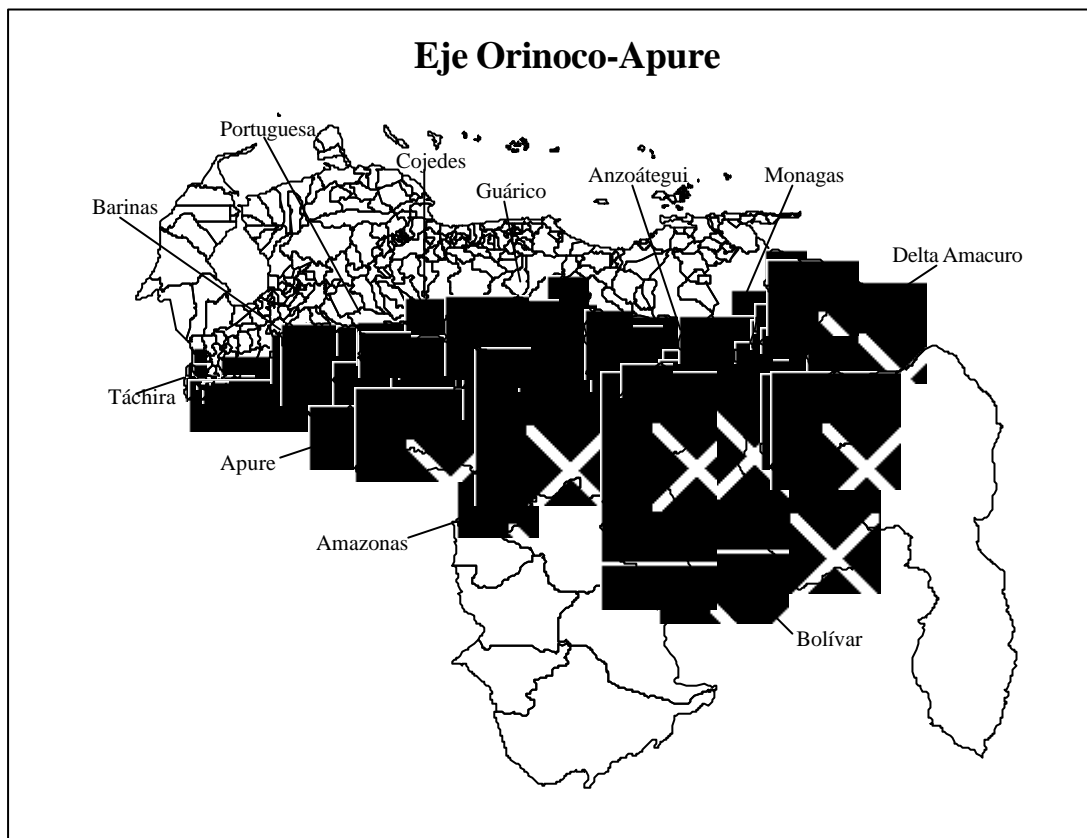 Eje Orinoco-Apure
Portuguesa
Cojedes
Guárico
Anzoátegui
Monagas
Barinas
Delta Amacuro
Táchira
Apure
Amazonas
Bolívar